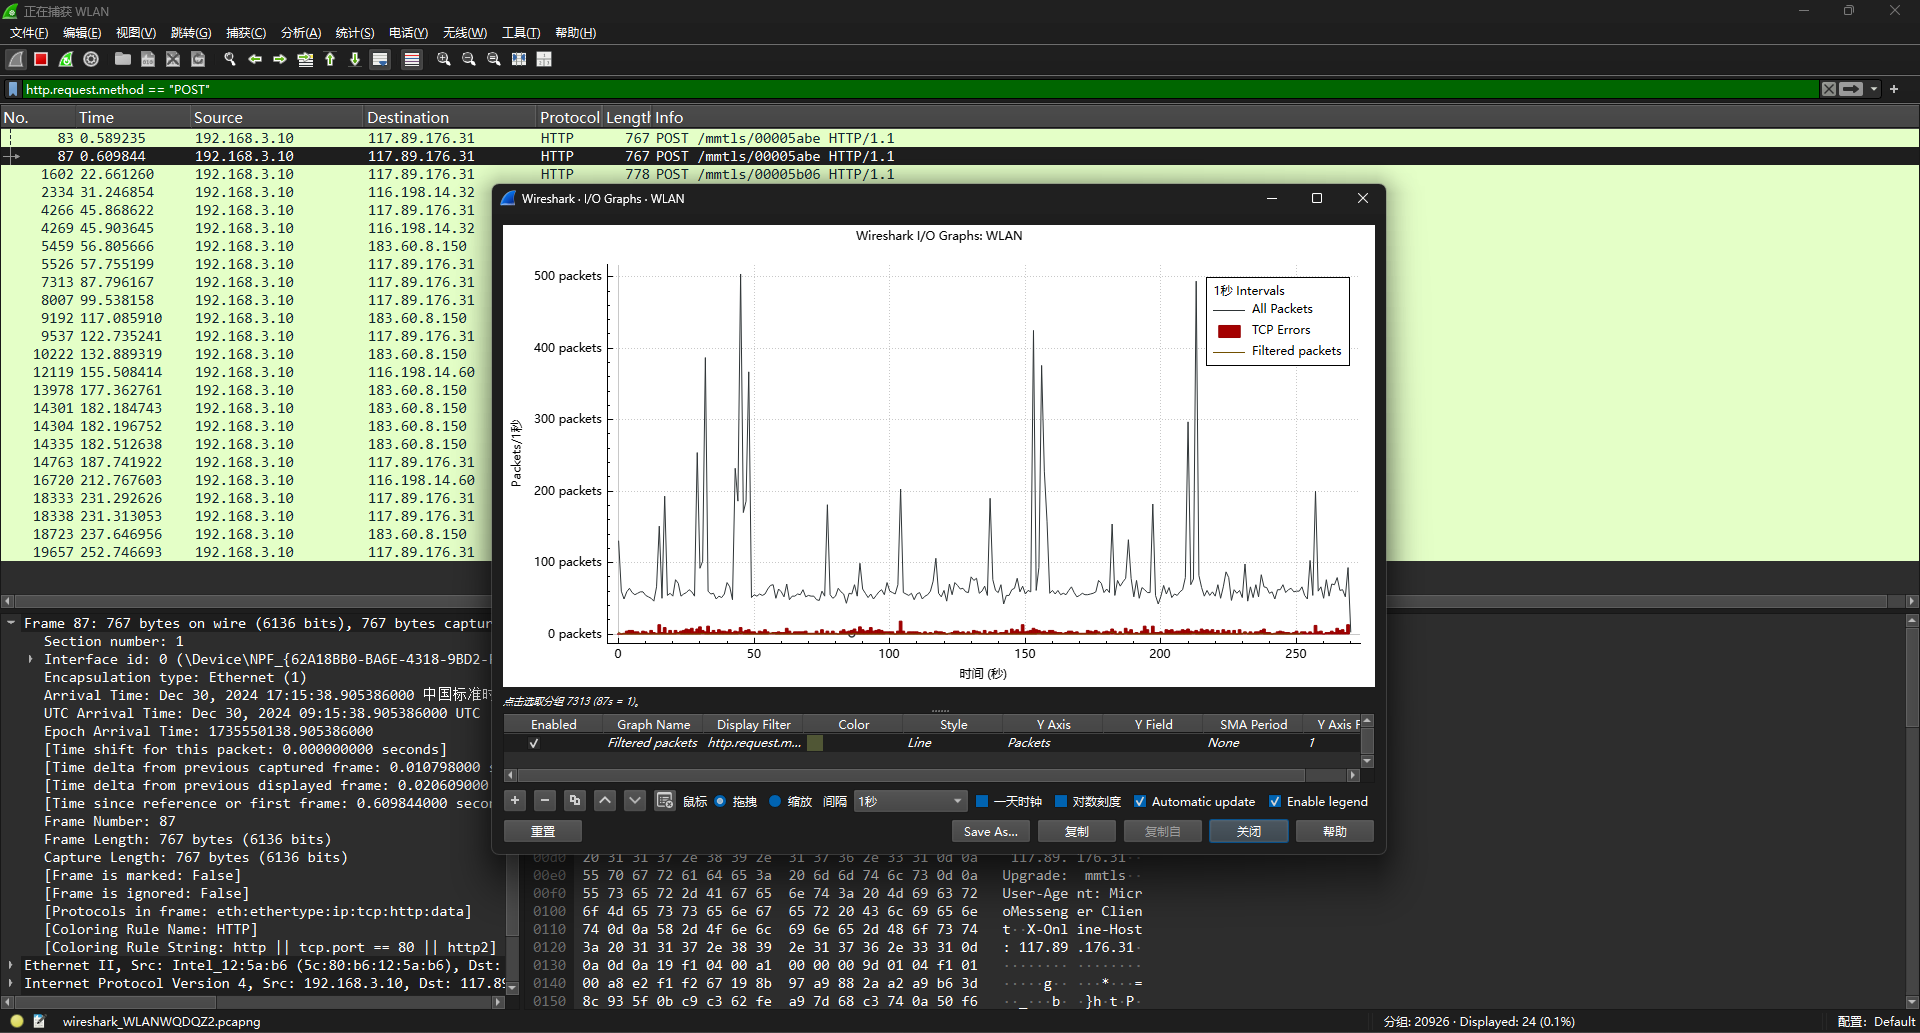 正在捕获 WLAN
文件(F) 编辑(E) 视图(V) 跳转(G) 捕获(C) 分析(A) 统计(S) 电话(Y) 无线(W) 工具(T) 帮助(H)
http.request.method == "POST"
No. Time Source Destination Protocol Length Info
83 0.589235 192.168.3.10 117.89.176.31 HTTP 767 POST /mmtls/00005abe HTTP/1.1
87 0.609844 192.168.3.10 117.89.176.31 HTTP 767 POST /mmtls/00005abe HTTP/1.1
1602 22.661260 192.168.3.10 117.89.176.31 HTTP 778 POST /mmtls/00005b06 HTTP/1.1
2334 31.246854 192.168.3.10 116.198.14.32
4266 45.868622 192.168.3.10 117.89.176.31
4269 45.903645 192.168.3.10 116.198.14.32
5459 56.805666 192.168.3.10 183.60.8.150
5526 57.755199 192.168.3.10 117.89.176.31
7313 87.796167 192.168.3.10 117.89.176.31
8007 99.538158 192.168.3.10 117.89.176.31
9192 117.085910 192.168.3.10 183.60.8.150
9537 122.735241 192.168.3.10 117.89.176.31
10222 132.889319 192.168.3.10 183.60.8.150
12119 155.508414 192.168.3.10 116.198.14.60
13978 177.362761 192.168.3.10 183.60.8.150
14301 182.184743 192.168.3.10 183.60.8.150
14304 182.196752 192.168.3.10 183.60.8.150
14335 182.512638 192.168.3.10 183.60.8.150
14763 187.741922 192.168.3.10 117.89.176.31
16720 212.767603 192.168.3.10 116.198.14.60
18333 231.292626 192.168.3.10 117.89.176.31
18338 231.313053 192.168.3.10 117.89.176.31
18723 237.646956 192.168.3.10 183.60.8.150
19657 252.746693 192.168.3.10 117.89.176.31
Wireshark · I/O Graphs · WLAN
Wireshark I/O Graphs: WLAN
500 packets
400 packets
300 packets
200 packets
100 packets
0 packets
Packets/1秒
1秒 Intervals
All Packets
TCP Errors
Filtered packets
0 50 100 150 200 250
时间 (秒)
点击选取分组 7313 (87s = 1)。
Enabled Graph Name Display Filter Color Style Y Axis Y Field SMA Period Y Axis F
Filtered packets http.request.m... Line Packets None 1
鼠标 拖拽 缩放 间隔 1秒 一天时钟 对数刻度 Automatic update Enable legend
重置 Save As... 复制 复制自 关闭 帮助
Frame 87: 767 bytes on wire (6136 bits), 767 bytes captur
Section number: 1
Interface id: 0 (\Device\NPF_{62A18BB0-BA6E-4318-9BD2-
Encapsulation type: Ethernet (1)
Arrival Time: Dec 30, 2024 17:15:38.905386000 中国标准时
UTC Arrival Time: Dec 30, 2024 09:15:38.905386000 UTC
Epoch Arrival Time: 1735550138.905386000
[Time shift for this packet: 0.000000000 seconds]
[Time delta from previous captured frame: 0.010798000 s
[Time delta from previous displayed frame: 0.020609000
[Time since reference or first frame: 0.609844000 seco
Frame Number: 87
Frame Length: 767 bytes (6136 bits)
Capture Length: 767 bytes (6136 bits)
[Frame is marked: False]
[Frame is ignored: False]
[Protocols in frame: eth:ethertype:ip:tcp:http:data]
[Coloring Rule Name: HTTP]
[Coloring Rule String: http || tcp.port == 80 || http2]
Ethernet II, Src: Intel_12:5a:b6 (5c:80:b6:12:5a:b6), Dst:
Internet Protocol Version 4, Src: 192.168.3.10, Dst: 117.89
00d0 20 31 31 37 2e 38 39 2e 31 37 36 2e 33 31 0d 0a 117.89. 176.31··
00e0 55 70 67 72 61 64 65 3a 20 6d 6d 74 6c 73 0d 0a Upgrade: mmtls··
00f0 55 73 65 72 2d 41 67 65 6e 74 3a 20 4d 69 63 72 User-Age nt: Micr
0100 6f 4d 65 73 73 65 6e 67 65 72 20 43 6c 69 65 6e oMesseng er Clien
0110 74 0d 0a 58 2d 4f 6e 6c 69 6e 65 2d 48 6f 73 74 t··X-Onl ine-Host
0120 3a 20 31 31 37 2e 38 39 2e 31 37 36 2e 33 31 0d : 117.89 .176.31·
0130 0a 0d 0a 19 f1 04 00 a1 00 00 00 9d 01 04 f1 01 ········ ········
0140 00 a8 e2 f1 f2 67 19 8b 97 a9 88 2a a2 a9 b6 3d ·····g·· ···*···=
0150 8c 93 5f 0b c9 c3 62 fe a9 7d 68 c3 74 0a 50 f6 ··_···b· ·}h·t·P·
wireshark_WLANWQDQZ2.pcapng
分组: 20926 · Displayed: 24 (0.1%)
配置: Default